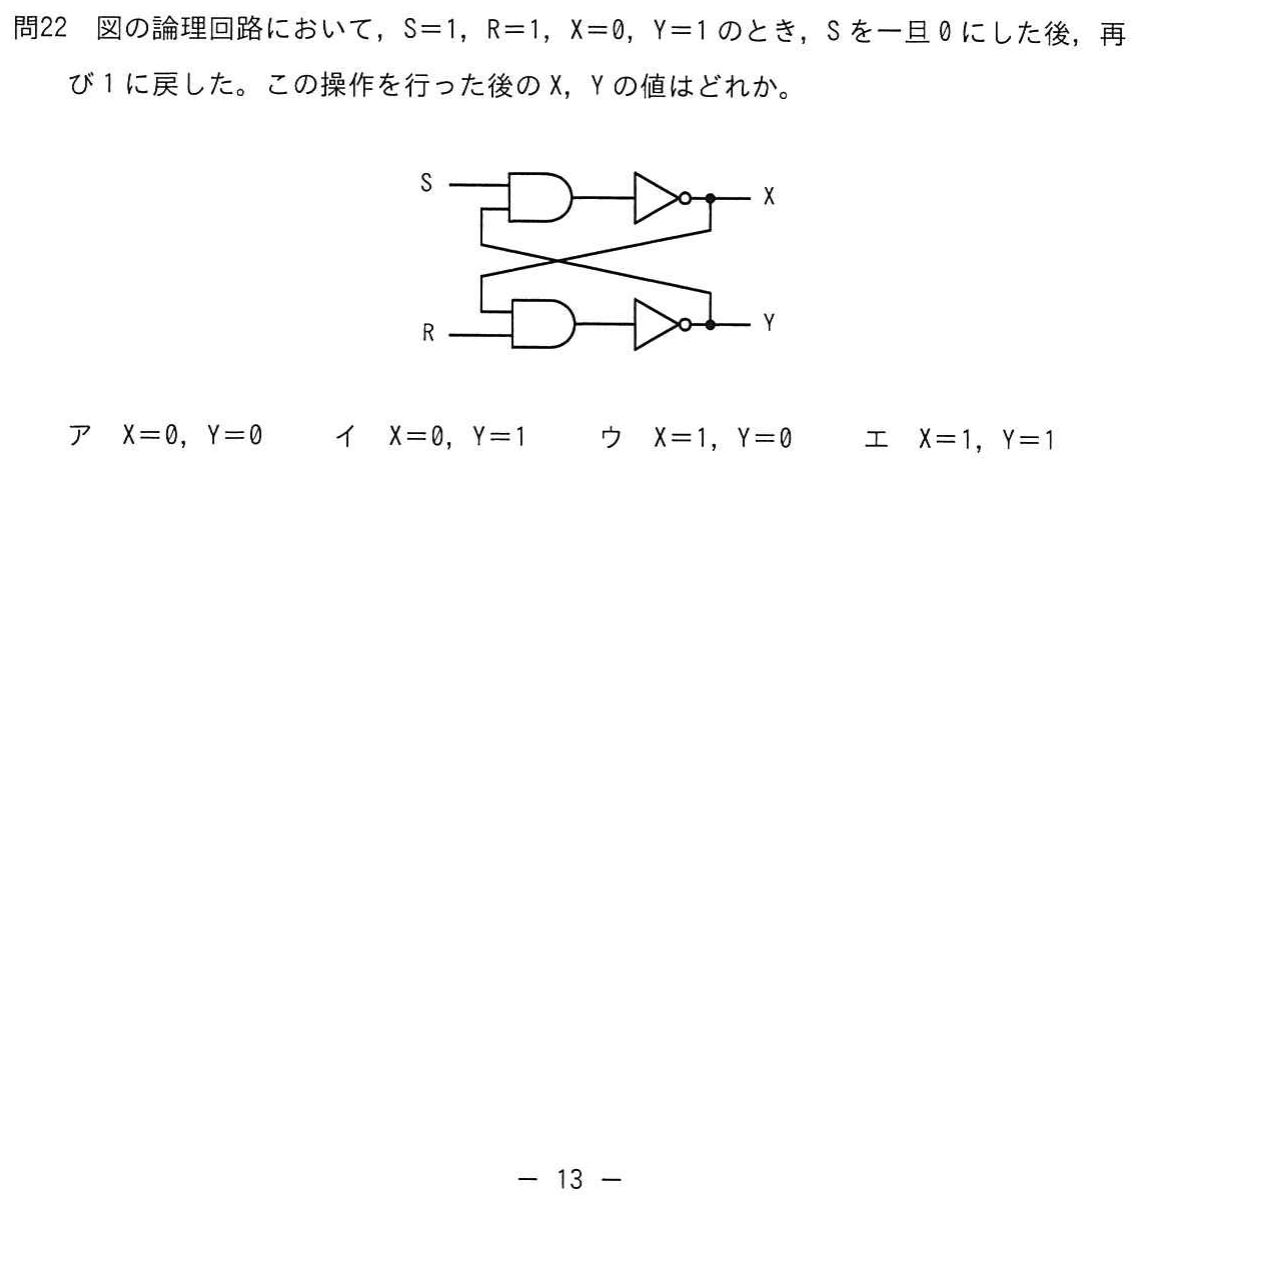 問22 図の論理回路において，S＝1，R＝1，X＝0，Y＝1のとき，Sを一旦0にした後，再
び1に戻した。この操作を行った後のX，Yの値はどれか。
S
X
R
Y
ア X＝0，Y＝0 イ X＝0，Y＝1 ウ X＝1，Y＝0 エ X＝1，Y＝1
－ 13 －